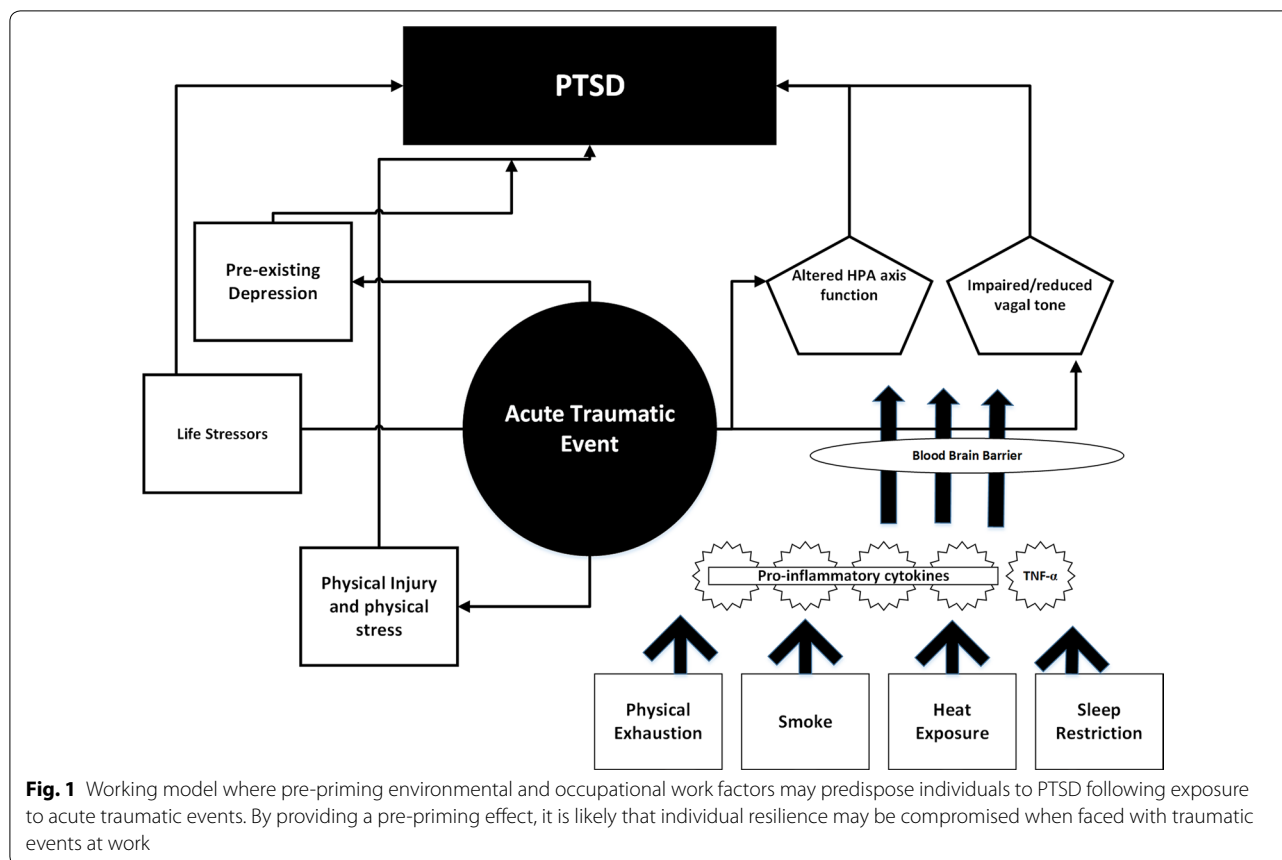 PTSD
Pre-existing
Depression
Altered HPA axis
function
Impaired/reduced
vagal tone
Life Stressors
Acute Traumatic
Event
Blood Brain Barrier
Physical Injury
and physical
stress
Pro-inflammatory cytokines
TNF-α
Physical
Exhaustion
Smoke
Heat
Exposure
Sleep
Restriction
Fig. 1 Working model where pre-priming environmental and occupational work factors may predispose individuals to PTSD following exposure
to acute traumatic events. By providing a pre-priming effect, it is likely that individual resilience may be compromised when faced with traumatic
events at work